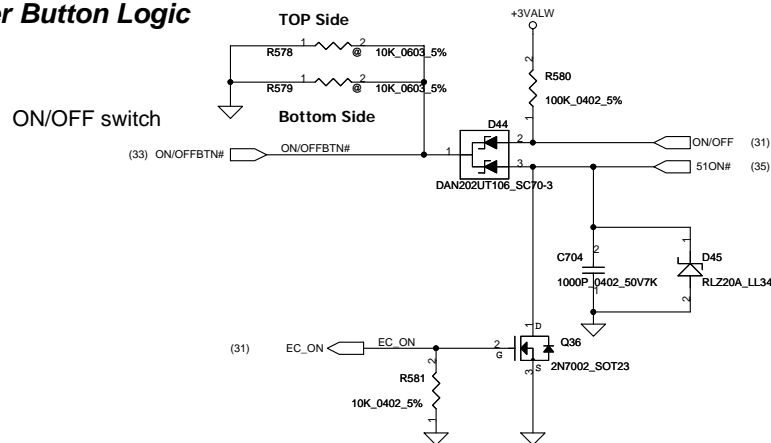 er Button Logic
TOP Side
+3VALW
R578 1 2 @ 10K_0603_5%
R579 1 2 @ 10K_0603_5%
2
R580
100K_0402_5%
1
ON/OFF switch
Bottom Side
D44
(33) ON/OFFBTN# ON/OFFBTN# 1 2 ON/OFF (31)
3 51ON# (35)
DAN202UT106_SC70-3
2 1
C704 D45
1000P_0402_50V7K RLZ20A_LL34
1 2
1 D
(31) EC_ON EC_ON 2 G Q36
2N7002_SOT23
3 S
2
R581
10K_0402_5%
1